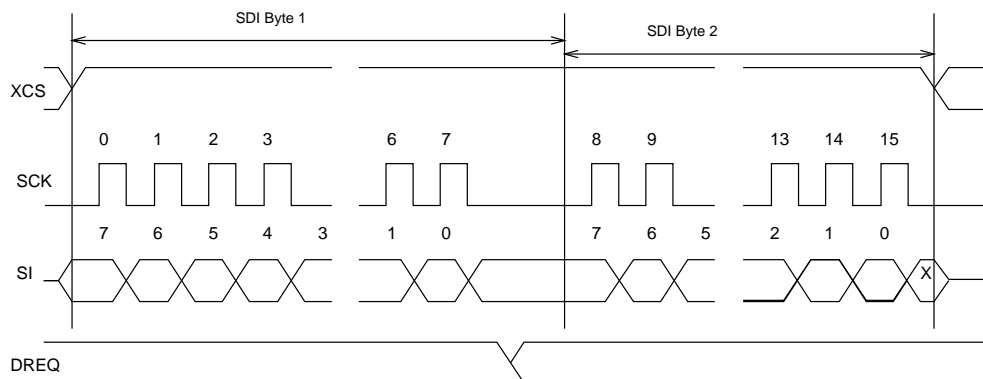 SDI Byte 1
SDI Byte 2
XCS
0 1 2 3 6 7 8 9 13 14 15
SCK
7 6 5 4 3 1 0 7 6 5 2 1 0
SI X
DREQ